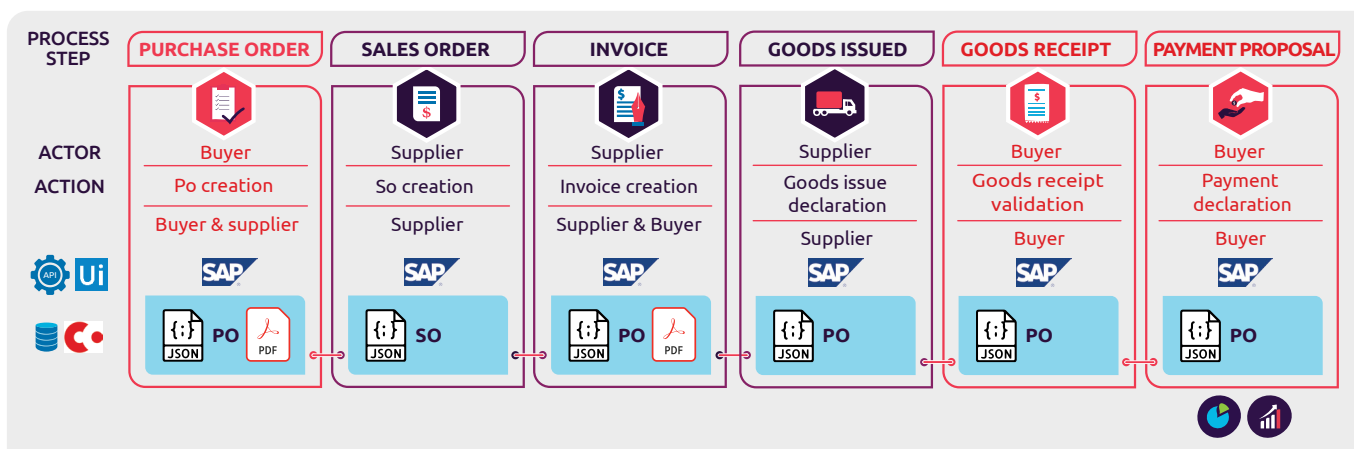 PROCESS
STEP
PURCHASE ORDER
SALES ORDER
INVOICE
GOODS ISSUED
GOODS RECEIPT
PAYMENT PROPOSAL
$
$
$
ACTOR
Buyer
Supplier
Supplier
Supplier
Buyer
Buyer
ACTION
Po creation
So creation
Invoice creation
Goods issue
declaration
Goods receipt
validation
Payment
declaration
Buyer & supplier
Supplier
Supplier & Buyer
Supplier
Buyer
Buyer
API
Ui
SAP
SAP
SAP
SAP
SAP
SAP
{;}
JSON
PO
PDF
{;}
JSON
SO
{;}
JSON
PO
PDF
{;}
JSON
PO
{;}
JSON
PO
{;}
JSON
PO